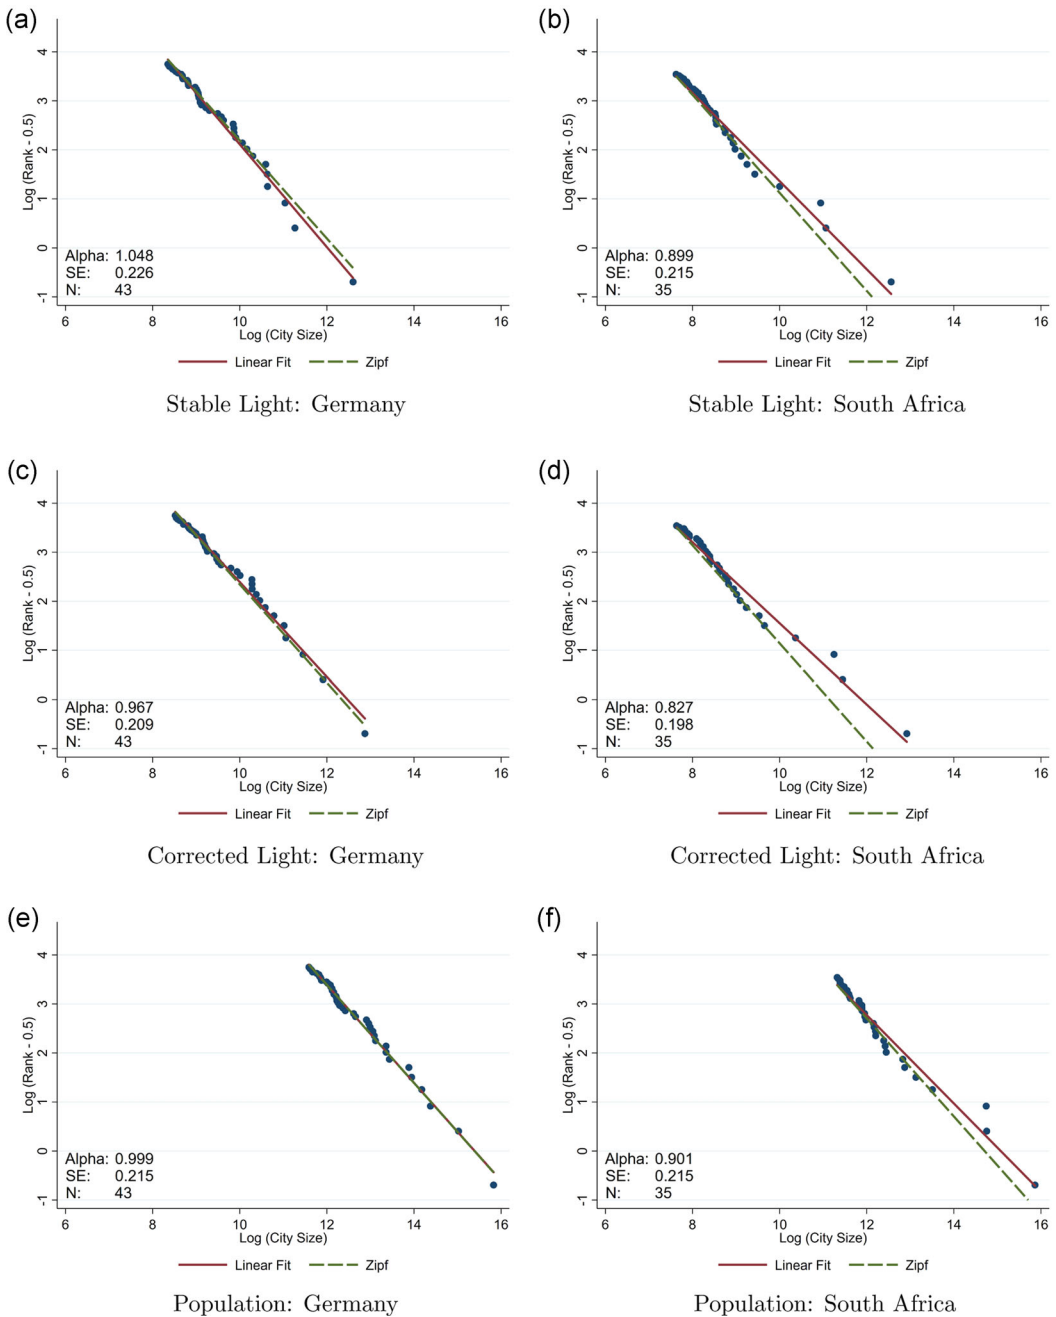 (a)
Log (Rank - 0.5)
4
3
2
1
0
-1
Alpha: 1.048
SE: 0.226
N: 43
6 8 10 12 14 16
Log (City Size)
Linear Fit Zipf
Stable Light: Germany
(b)
Log (Rank - 0.5)
4
3
2
1
0
-1
Alpha: 0.899
SE: 0.215
N: 35
6 8 10 12 14 16
Log (City Size)
Linear Fit Zipf
Stable Light: South Africa
(c)
Log (Rank - 0.5)
4
3
2
1
0
-1
Alpha: 0.967
SE: 0.209
N: 43
6 8 10 12 14 16
Log (City Size)
Linear Fit Zipf
Corrected Light: Germany
(d)
Log (Rank - 0.5)
4
3
2
1
0
-1
Alpha: 0.827
SE: 0.198
N: 35
6 8 10 12 14 16
Log (City Size)
Linear Fit Zipf
Corrected Light: South Africa
(e)
Log (Rank - 0.5)
4
3
2
1
0
-1
Alpha: 0.999
SE: 0.215
N: 43
6 8 10 12 14 16
Log (City Size)
Linear Fit Zipf
Population: Germany
(f)
Log (Rank - 0.5)
4
3
2
1
0
-1
Alpha: 0.901
SE: 0.215
N: 35
6 8 10 12 14 16
Log (City Size)
Linear Fit Zipf
Population: South Africa